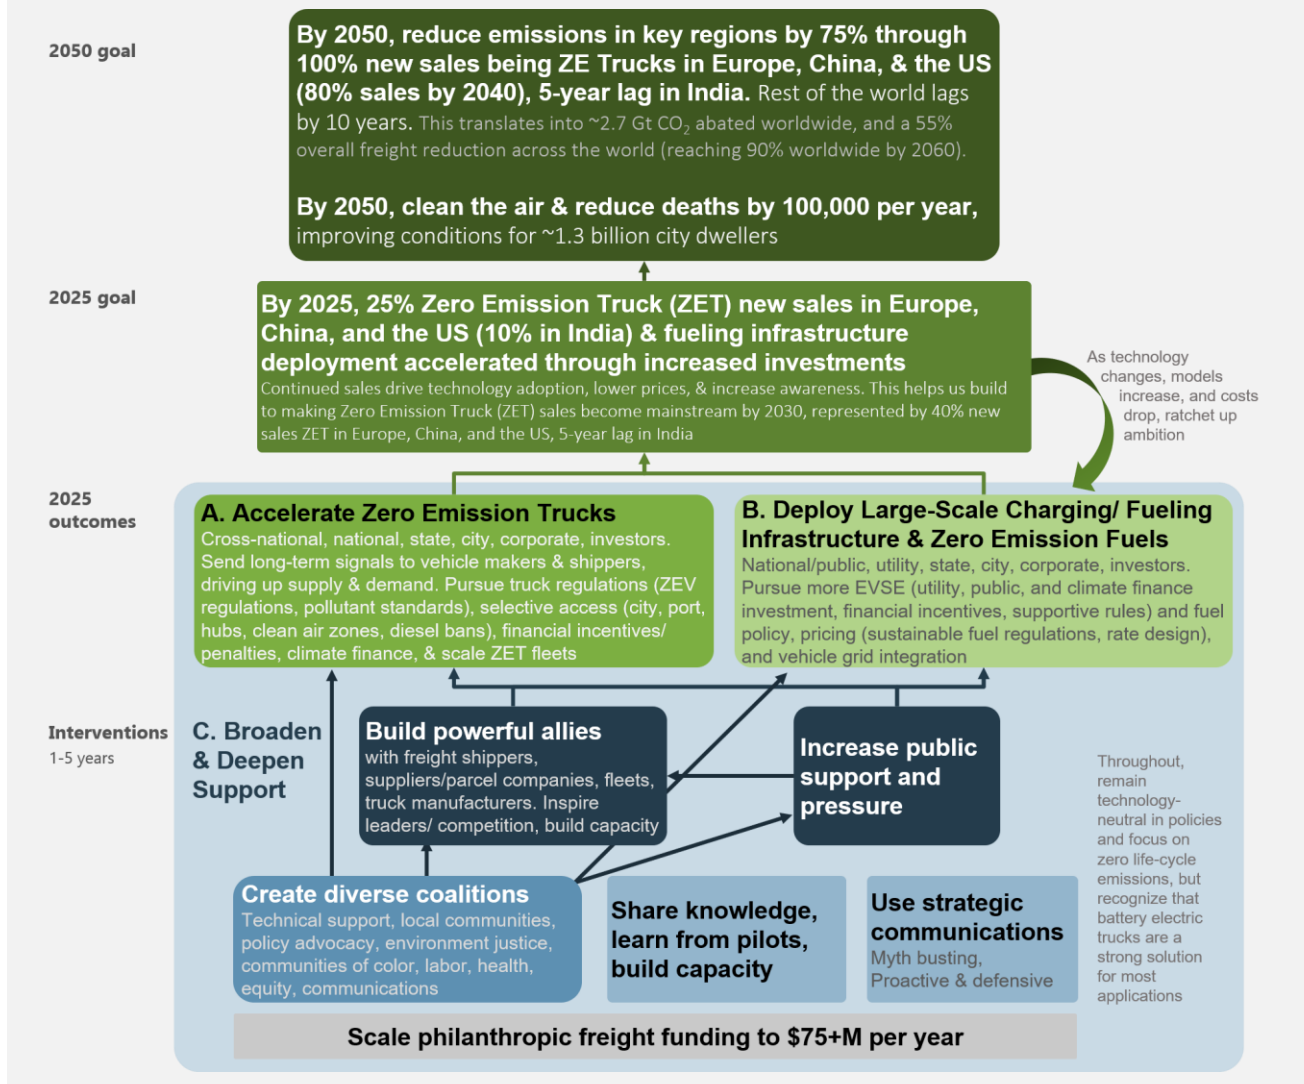 2050 goal
By 2050, reduce emissions in key regions by 75% through
100% new sales being ZE Trucks in Europe, China, & the US
(80% sales by 2040), 5-year lag in India. Rest of the world lags
by 10 years. This translates into ~2.7 Gt CO₂ abated worldwide, and a 55%
overall freight reduction across the world (reaching 90% worldwide by 2060).
By 2050, clean the air & reduce deaths by 100,000 per year,
improving conditions for ~1.3 billion city dwellers
2025 goal
By 2025, 25% Zero Emission Truck (ZET) new sales in Europe,
China, and the US (10% in India) & fueling infrastructure
deployment accelerated through increased investments
Continued sales drive technology adoption, lower prices, & increase awareness. This helps us build
to making Zero Emission Truck (ZET) sales become mainstream by 2030, represented by 40% new
sales ZET in Europe, China, and the US, 5-year lag in India
As technology
changes, models
increase, and costs
drop, ratchet up
ambition
2025
outcomes
A. Accelerate Zero Emission Trucks
Cross-national, national, state, city, corporate, investors.
Send long-term signals to vehicle makers & shippers,
driving up supply & demand. Pursue truck regulations (ZEV
regulations, pollutant standards), selective access (city, port,
hubs, clean air zones, diesel bans), financial incentives/
penalties, climate finance, & scale ZET fleets
B. Deploy Large-Scale Charging/ Fueling
Infrastructure & Zero Emission Fuels
National/public, utility, state, city, corporate, investors.
Pursue more EVSE (utility, public, and climate finance
investment, financial incentives, supportive rules) and fuel
policy, pricing (sustainable fuel regulations, rate design),
and vehicle grid integration
Interventions
1-5 years
C. Broaden
& Deepen
Support
Build powerful allies
with freight shippers,
suppliers/parcel companies, fleets,
truck manufacturers. Inspire
leaders/ competition, build capacity
Increase public
support and
pressure
Throughout,
remain
technology-
neutral in policies
and focus on
zero life-cycle
emissions, but
recognize that
battery electric
trucks are a
strong solution
for most
applications
Create diverse coalitions
Technical support, local communities,
policy advocacy, environment justice,
communities of color, labor, health,
equity, communications
Share knowledge,
learn from pilots,
build capacity
Use strategic
communications
Myth busting,
Proactive & defensive
Scale philanthropic freight funding to $75+M per year